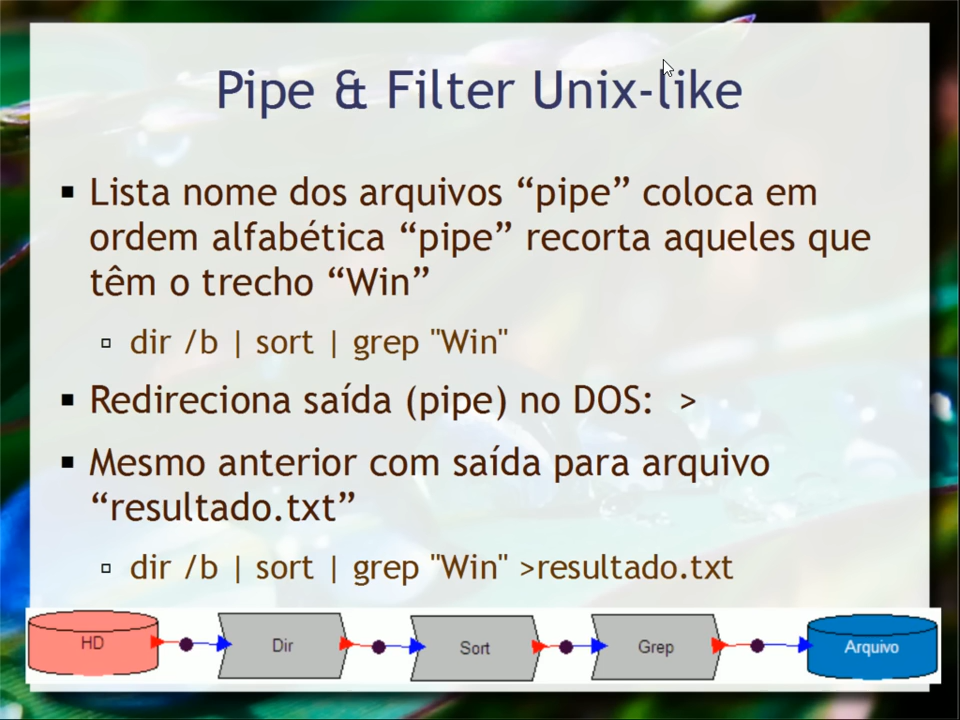 Pipe & Filter Unix-like
Lista nome dos arquivos “pipe” coloca em
ordem alfabética “pipe” recorta aqueles que
têm o trecho “Win”
dir /b | sort | grep "Win"
Redireciona saída (pipe) no DOS: >
Mesmo anterior com saída para arquivo
“resultado.txt”
dir /b | sort | grep "Win" >resultado.txt
HD Dir Sort Grep Arquivo